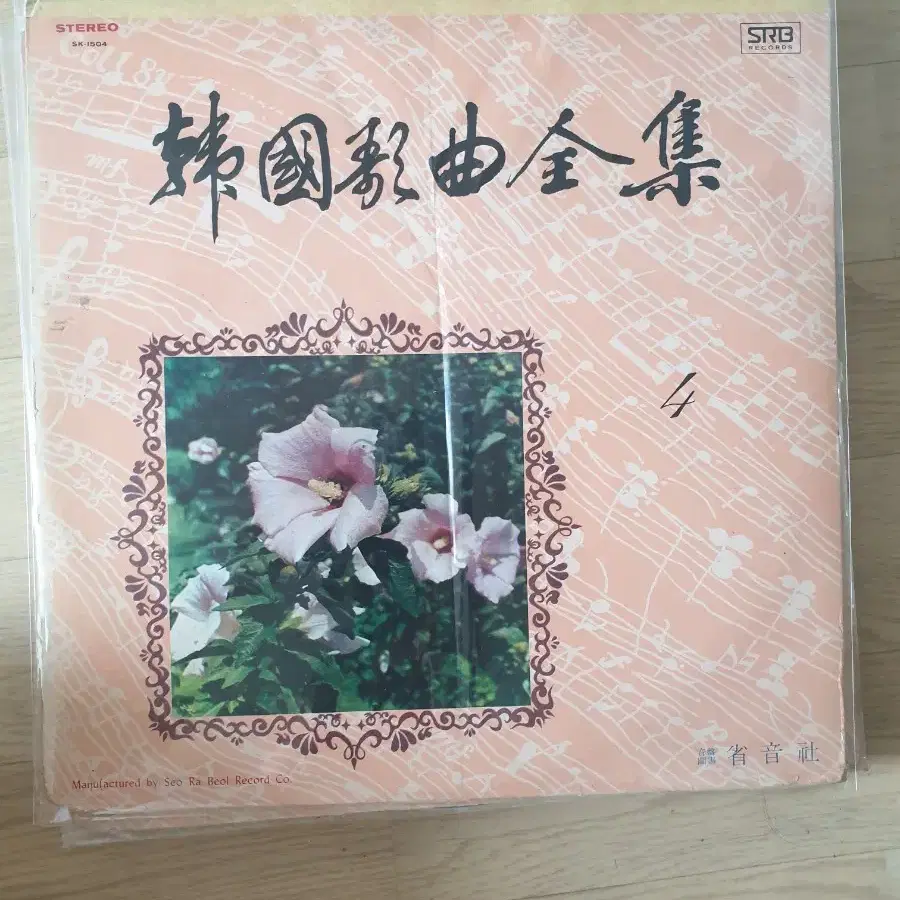 STEREO
SK-1504
SRB
RECORDS
韩國歌曲全集
4
省音社
Manufactured by Seo Ra Beol Record Co.